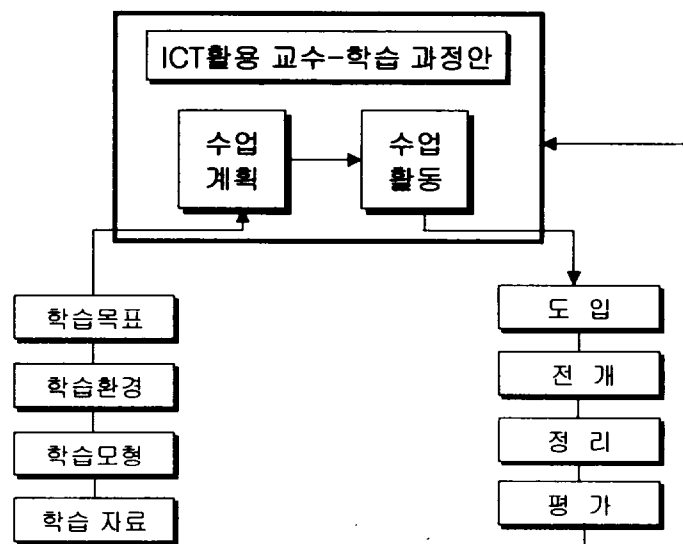 ICT활용 교수-학습 과정안
수업
계획
수업
활동
학습목표
학습환경
학습모형
학습 자료
도 입
전 개
정 리
평 가